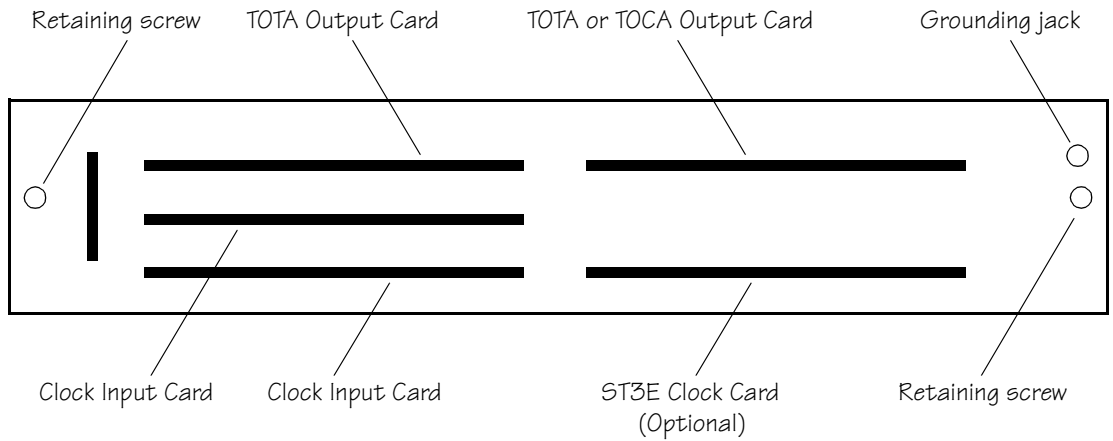 Retaining screw
TOTA Output Card
TOTA or TOCA Output Card
Grounding jack
Clock Input Card
Clock Input Card
ST3E Clock Card
(Optional)
Retaining screw